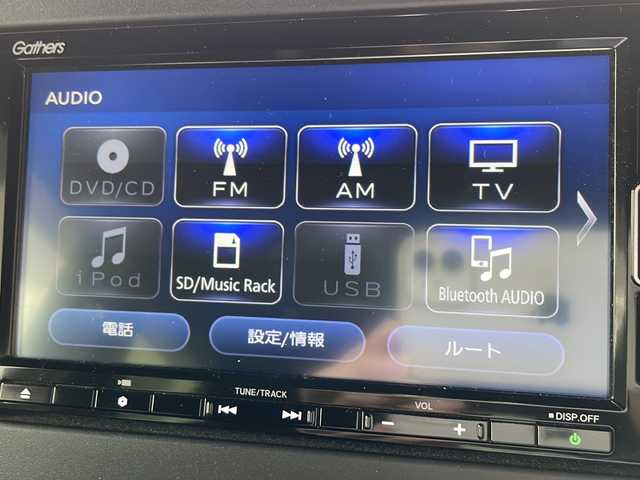 Gathers
AUDIO
DVD/CD
FM
AM
TV
iPod
SD/Music Rack
USB
Bluetooth AUDIO
電話
設定/情報
ルート
TUNE/TRACK
VOL
DISP.OFF